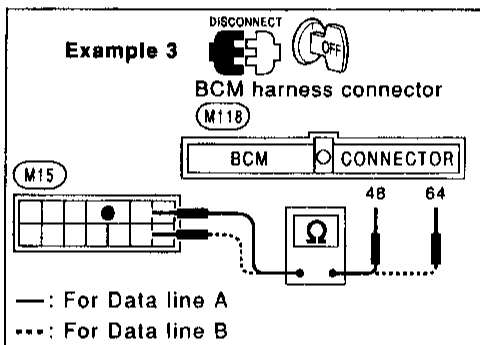 DISCONNECT
Example 3
OFF
BCM harness connector
M118
BCM CONNECTOR
M15
48 64
Ω
—: For Data line A
---: For Data line B